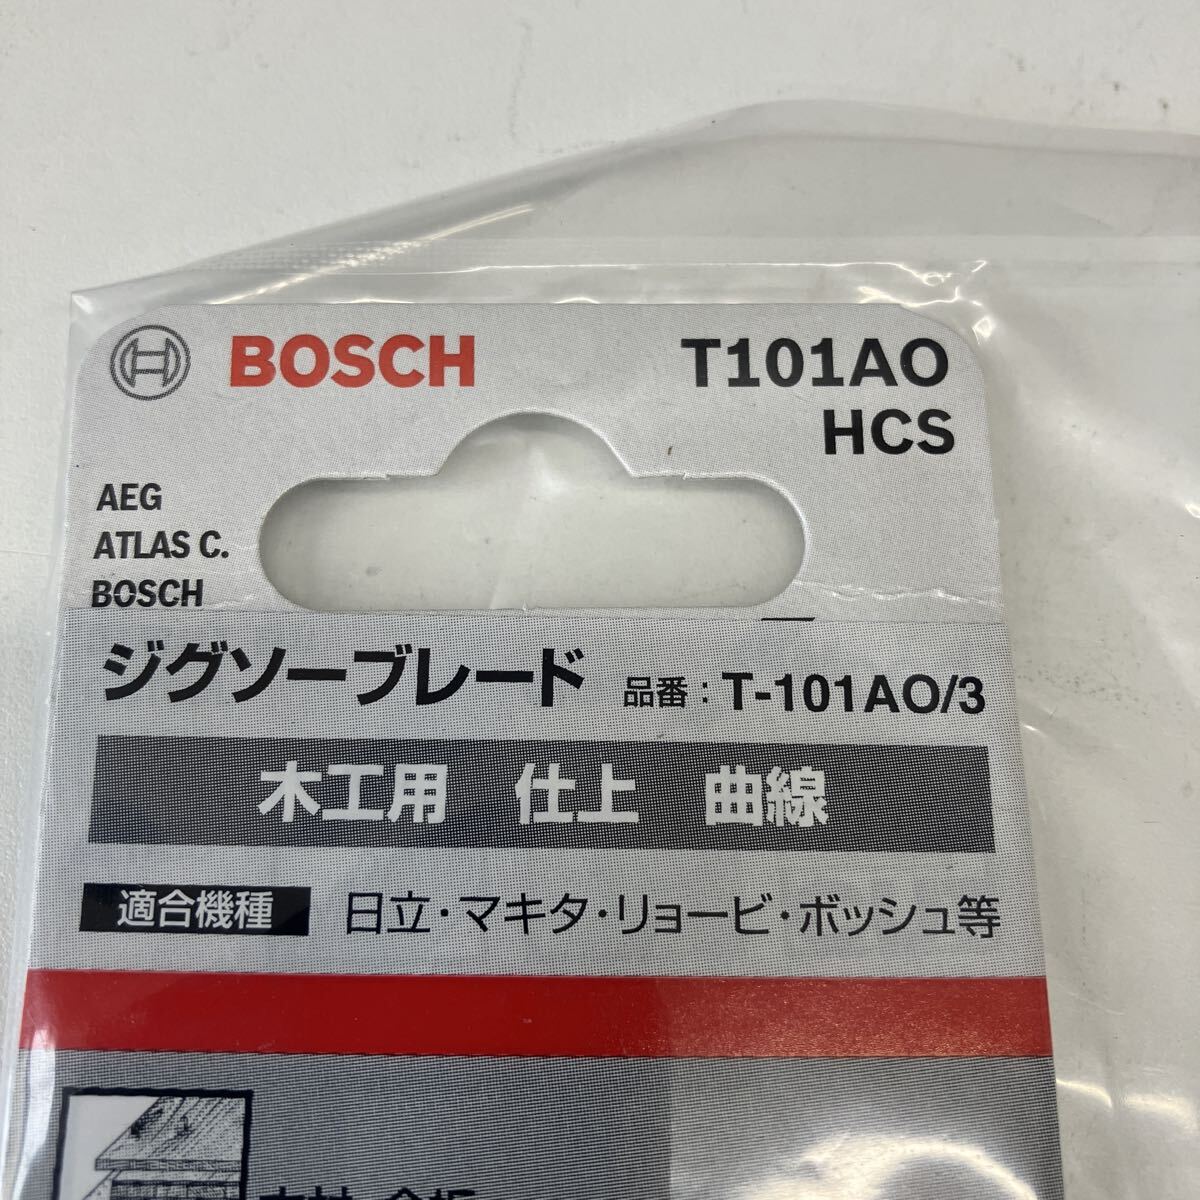 BOSCH
T101AO
HCS
AEG
ATLAS C.
BOSCH
ジグソーブレード 品番：T-101AO/3
木工用 仕上 曲線
適合機種 日立・マキタ・リョービ・ボッシュ等